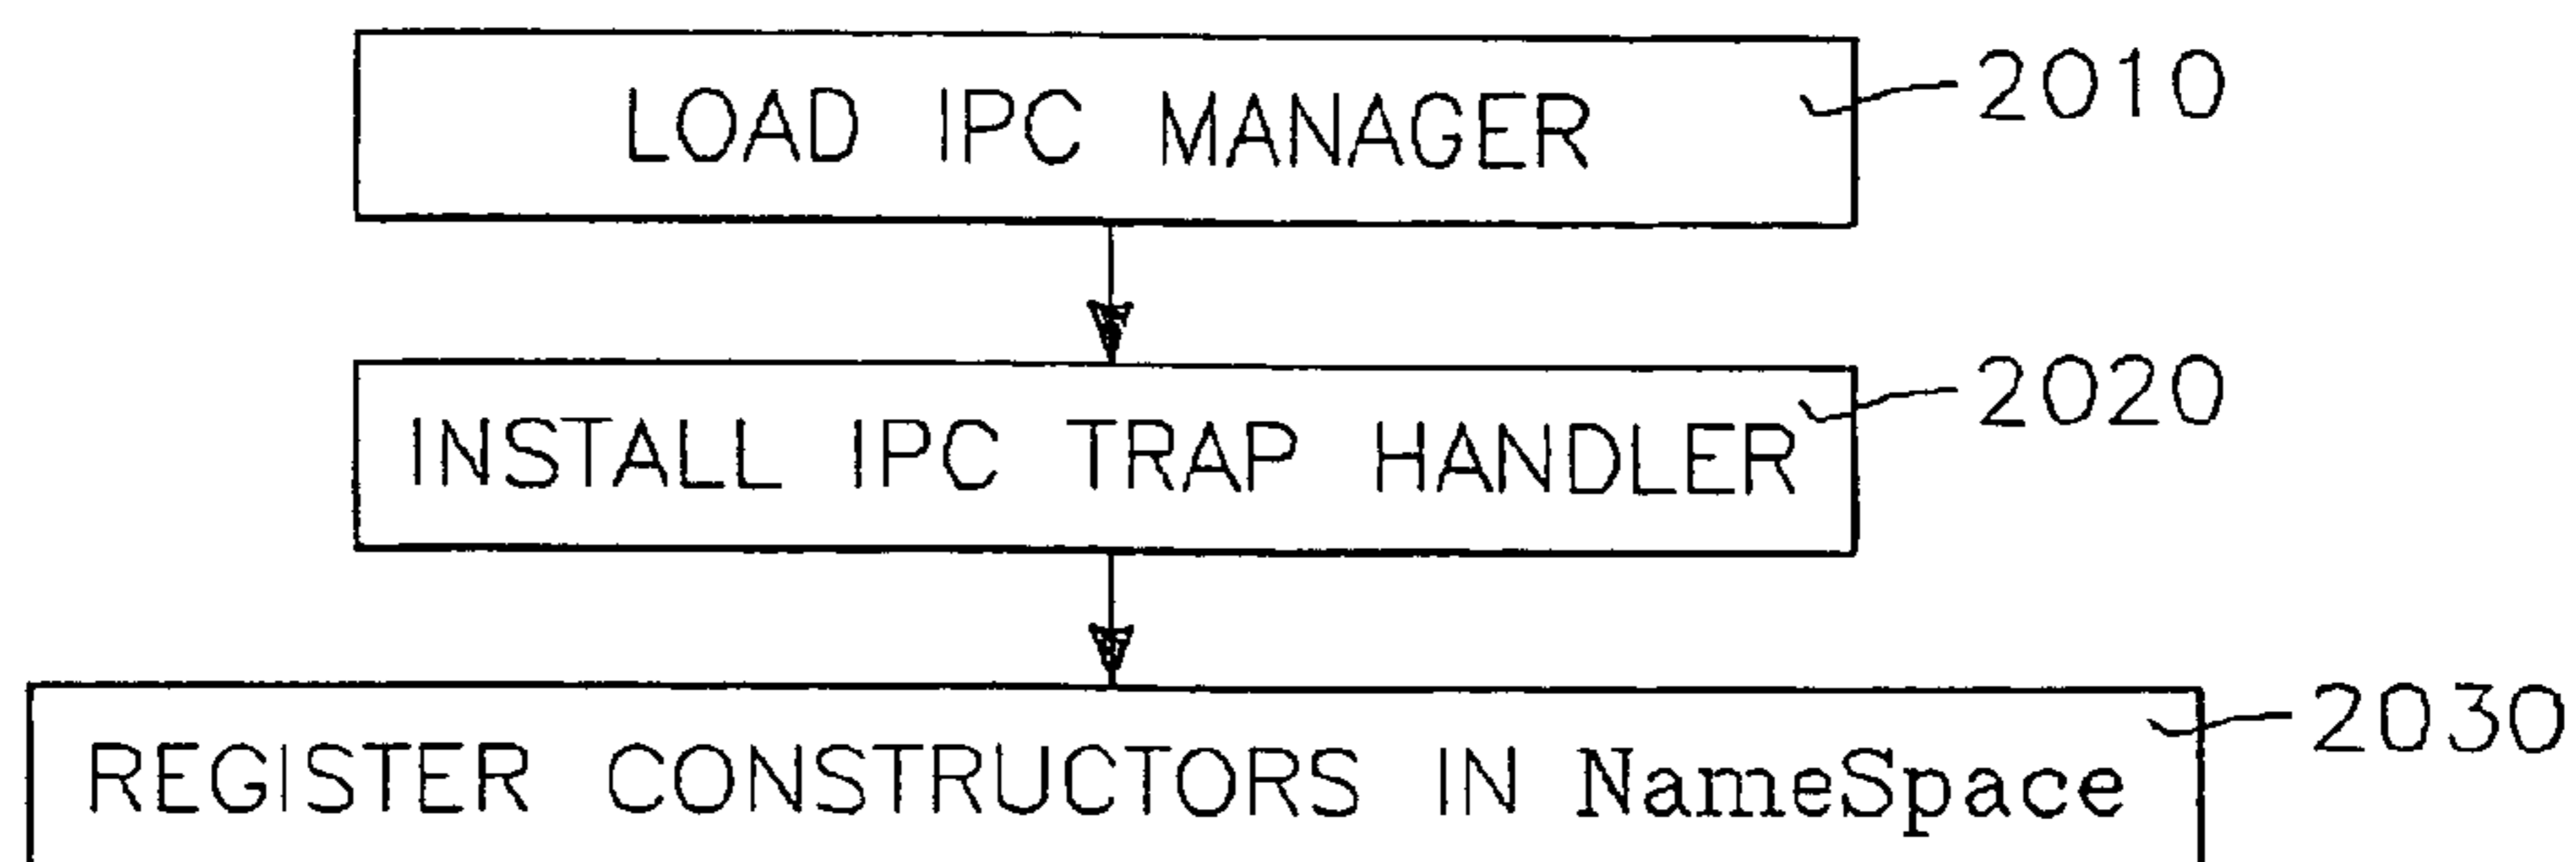 LOAD IPC MANAGER 2010
INSTALL IPC TRAP HANDLER 2020
REGISTER CONSTRUCTORS IN NameSpace 2030